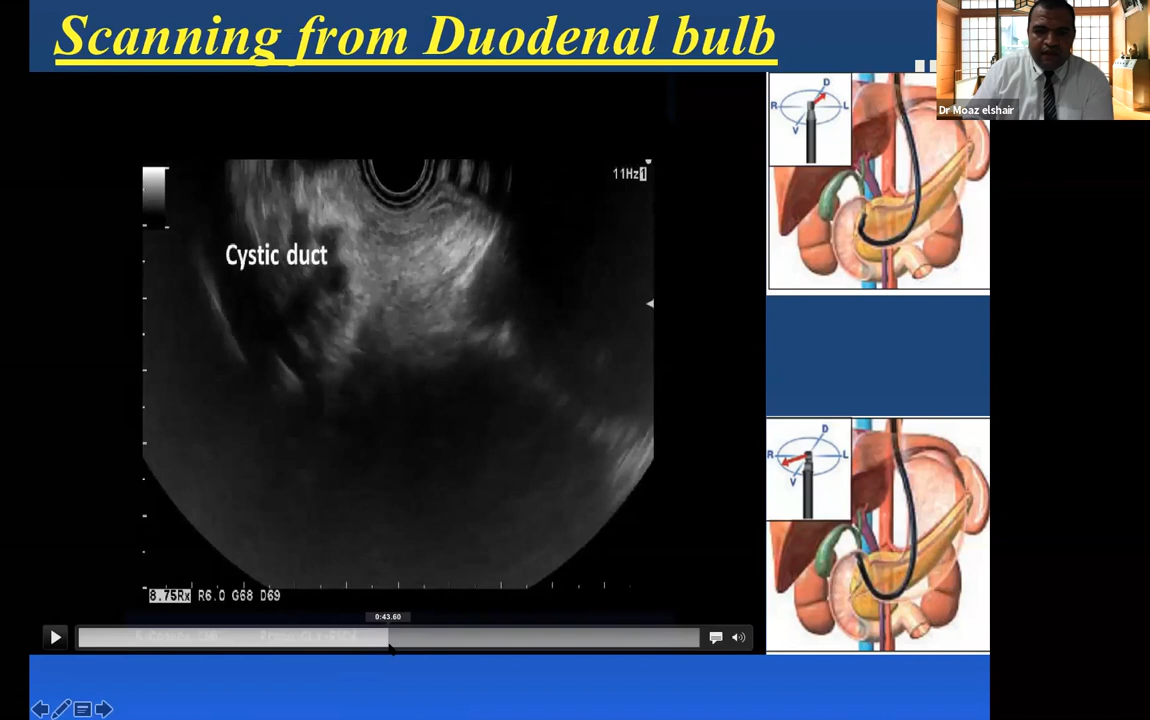 Scanning from Duodenal bulb
Dr Moaz elshair
D
R
L
V
11Hz 1
Cystic duct
D
R
L
V
8.75Rx R6.0 G68 D69
0:43.60